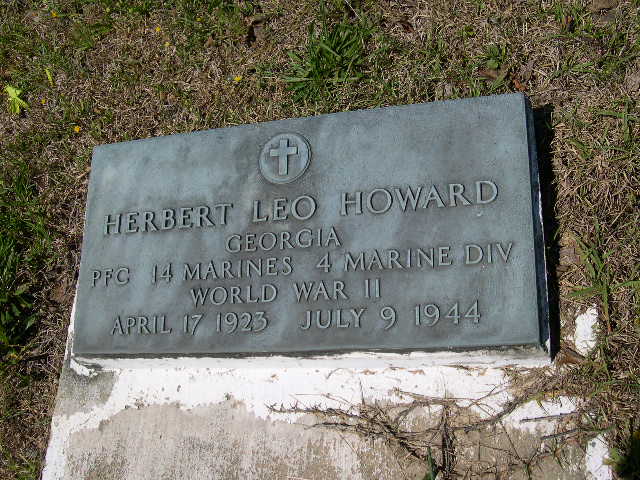 HERBERT LEO HOWARD
GEORGIA
PFC 14 MARINES 4 MARINE DIV
WORLD WAR II
APRIL 17 1923 JULY 9 1944